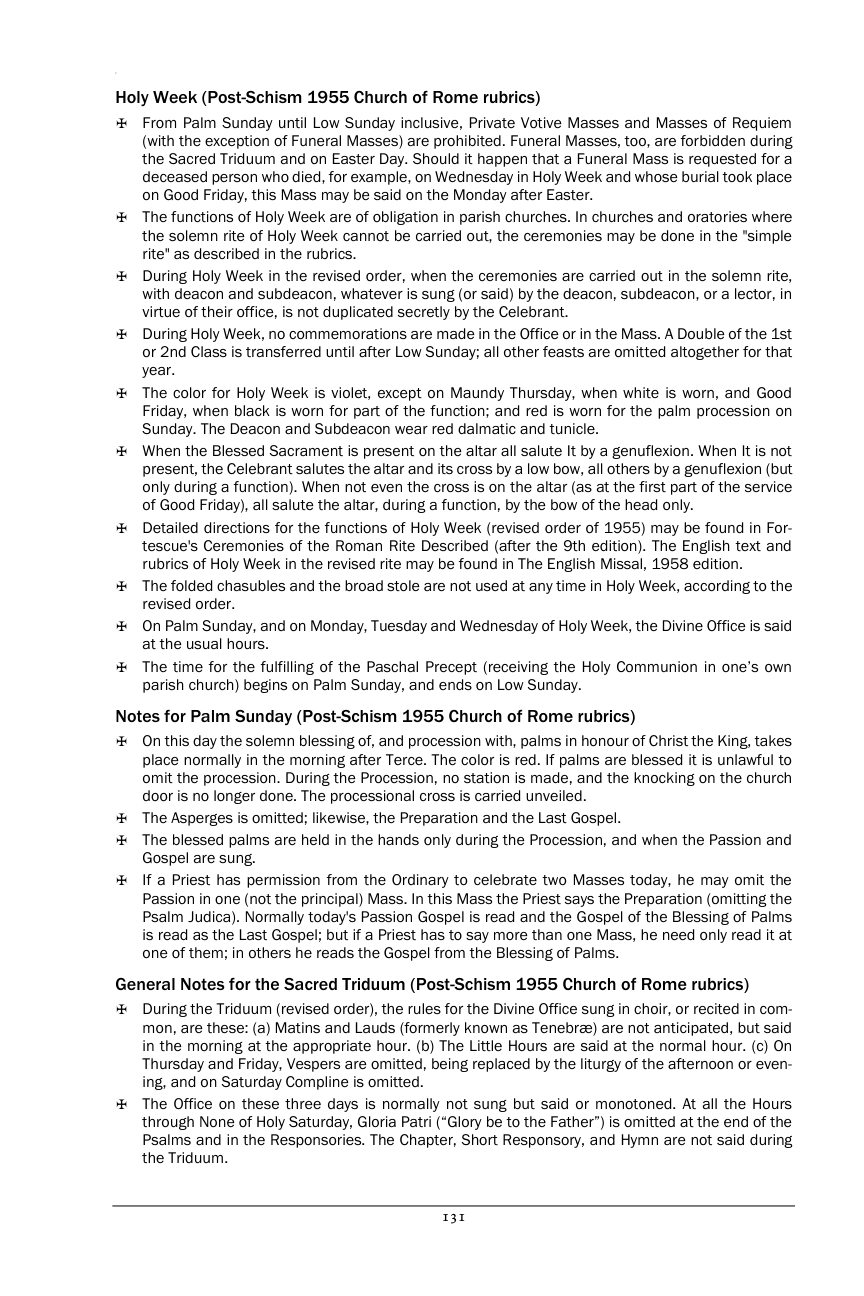 Holy Week (Post-Schism 1955 Church of Rome rubrics)
✠ From Palm Sunday until Low Sunday inclusive, Private Votive Masses and Masses of Requiem
(with the exception of Funeral Masses) are prohibited. Funeral Masses, too, are forbidden during
the Sacred Triduum and on Easter Day. Should it happen that a Funeral Mass is requested for a
deceased person who died, for example, on Wednesday in Holy Week and whose burial took place
on Good Friday, this Mass may be said on the Monday after Easter.
✠ The functions of Holy Week are of obligation in parish churches. In churches and oratories where
the solemn rite of Holy Week cannot be carried out, the ceremonies may be done in the "simple
rite" as described in the rubrics.
✠ During Holy Week in the revised order, when the ceremonies are carried out in the solemn rite,
with deacon and subdeacon, whatever is sung (or said) by the deacon, subdeacon, or a lector, in
virtue of their office, is not duplicated secretly by the Celebrant.
✠ During Holy Week, no commemorations are made in the Office or in the Mass. A Double of the 1st
or 2nd Class is transferred until after Low Sunday; all other feasts are omitted altogether for that
year.
✠ The color for Holy Week is violet, except on Maundy Thursday, when white is worn, and Good
Friday, when black is worn for part of the function; and red is worn for the palm procession on
Sunday. The Deacon and Subdeacon wear red dalmatic and tunicle.
✠ When the Blessed Sacrament is present on the altar all salute It by a genuflexion. When It is not
present, the Celebrant salutes the altar and its cross by a low bow, all others by a genuflexion (but
only during a function). When not even the cross is on the altar (as at the first part of the service
of Good Friday), all salute the altar, during a function, by the bow of the head only.
✠ Detailed directions for the functions of Holy Week (revised order of 1955) may be found in For-
tescue's Ceremonies of the Roman Rite Described (after the 9th edition). The English text and
rubrics of Holy Week in the revised rite may be found in The English Missal, 1958 edition.
✠ The folded chasubles and the broad stole are not used at any time in Holy Week, according to the
revised order.
✠ On Palm Sunday, and on Monday, Tuesday and Wednesday of Holy Week, the Divine Office is said
at the usual hours.
✠ The time for the fulfilling of the Paschal Precept (receiving the Holy Communion in one’s own
parish church) begins on Palm Sunday, and ends on Low Sunday.
Notes for Palm Sunday (Post-Schism 1955 Church of Rome rubrics)
✠ On this day the solemn blessing of, and procession with, palms in honour of Christ the King, takes
place normally in the morning after Terce. The color is red. If palms are blessed it is unlawful to
omit the procession. During the Procession, no station is made, and the knocking on the church
door is no longer done. The processional cross is carried unveiled.
✠ The Asperges is omitted; likewise, the Preparation and the Last Gospel.
✠ The blessed palms are held in the hands only during the Procession, and when the Passion and
Gospel are sung.
✠ If a Priest has permission from the Ordinary to celebrate two Masses today, he may omit the
Passion in one (not the principal) Mass. In this Mass the Priest says the Preparation (omitting the
Psalm Judica). Normally today's Passion Gospel is read and the Gospel of the Blessing of Palms
is read as the Last Gospel; but if a Priest has to say more than one Mass, he need only read it at
one of them; in others he reads the Gospel from the Blessing of Palms.
General Notes for the Sacred Triduum (Post-Schism 1955 Church of Rome rubrics)
✠ During the Triduum (revised order), the rules for the Divine Office sung in choir, or recited in com-
mon, are these: (a) Matins and Lauds (formerly known as Tenebræ) are not anticipated, but said
in the morning at the appropriate hour. (b) The Little Hours are said at the normal hour. (c) On
Thursday and Friday, Vespers are omitted, being replaced by the liturgy of the afternoon or even-
ing, and on Saturday Compline is omitted.
✠ The Office on these three days is normally not sung but said or monotoned. At all the Hours
through None of Holy Saturday, Gloria Patri (“Glory be to the Father”) is omitted at the end of the
Psalms and in the Responsories. The Chapter, Short Responsory, and Hymn are not said during
the Triduum.
131